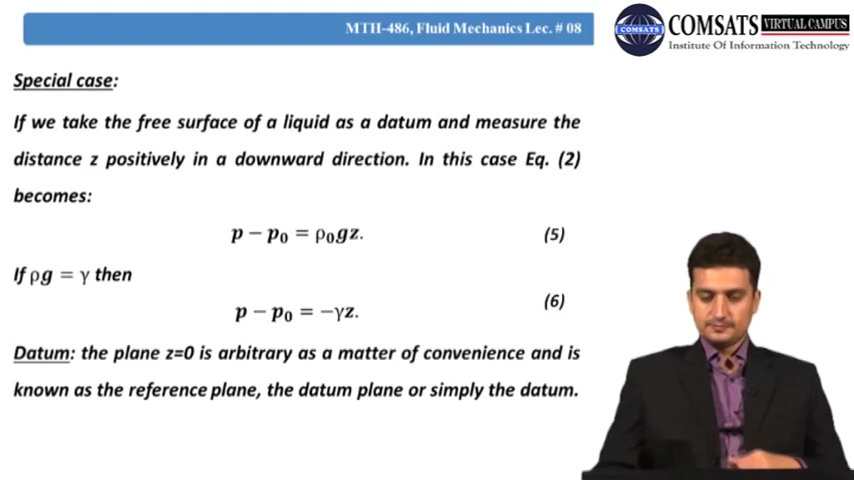 MTH-486, Fluid Mechanics Lec. # 08
COMSATS
COMSATS VIRTUAL CAMPUS
Institute Of Information Technology
Special case:
If we take the free surface of a liquid as a datum and measure the
distance z positively in a downward direction. In this case Eq. (2)
becomes:
p − p₀ = ρ₀gz. (5)
If ρg = γ then
p − p₀ = −γz. (6)
Datum: the plane z=0 is arbitrary as a matter of convenience and is
known as the reference plane, the datum plane or simply the datum.